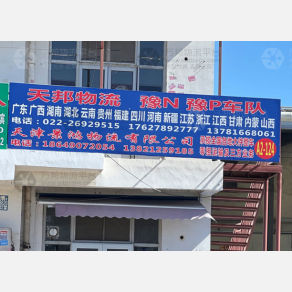 天邦物流 豫N 豫P车队
广东 广西 湖南 湖北 云南 贵州 福建 四川 河南 新疆 江苏 浙江 江西 甘肃 内蒙 山西
电话：022-26929515 17627892777 13781668061
天津景鸿物流有限公司
电话：18649072054 13821259185
A2-124